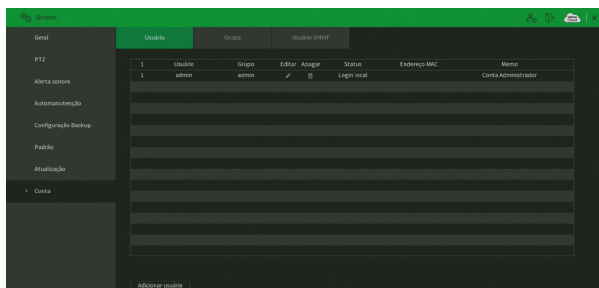 Sistema
Geral
PTZ
Alerta sonoro
Automanutenção
Configuração Backup
Padrão
Atualização
Conta
Usuário Grupo Usuário ONVIF
1 Usuário Grupo Editar Apagar Status Endereço MAC Memo
1 admin admin Login local Conta Administrador
Adicionar usuário